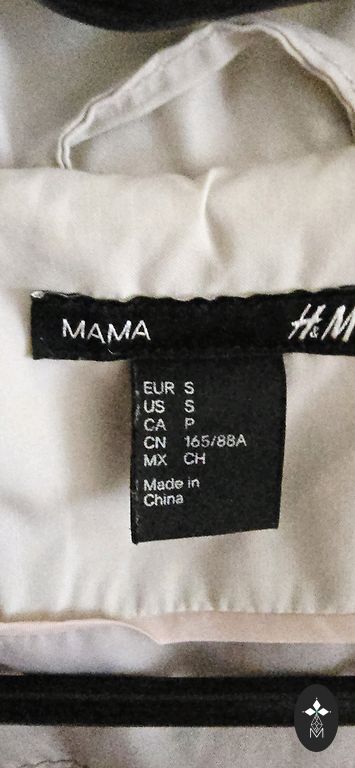 MAMA H&M
EUR S
US S
CA P
CN 165/88A
MX CH
Made in
China
M